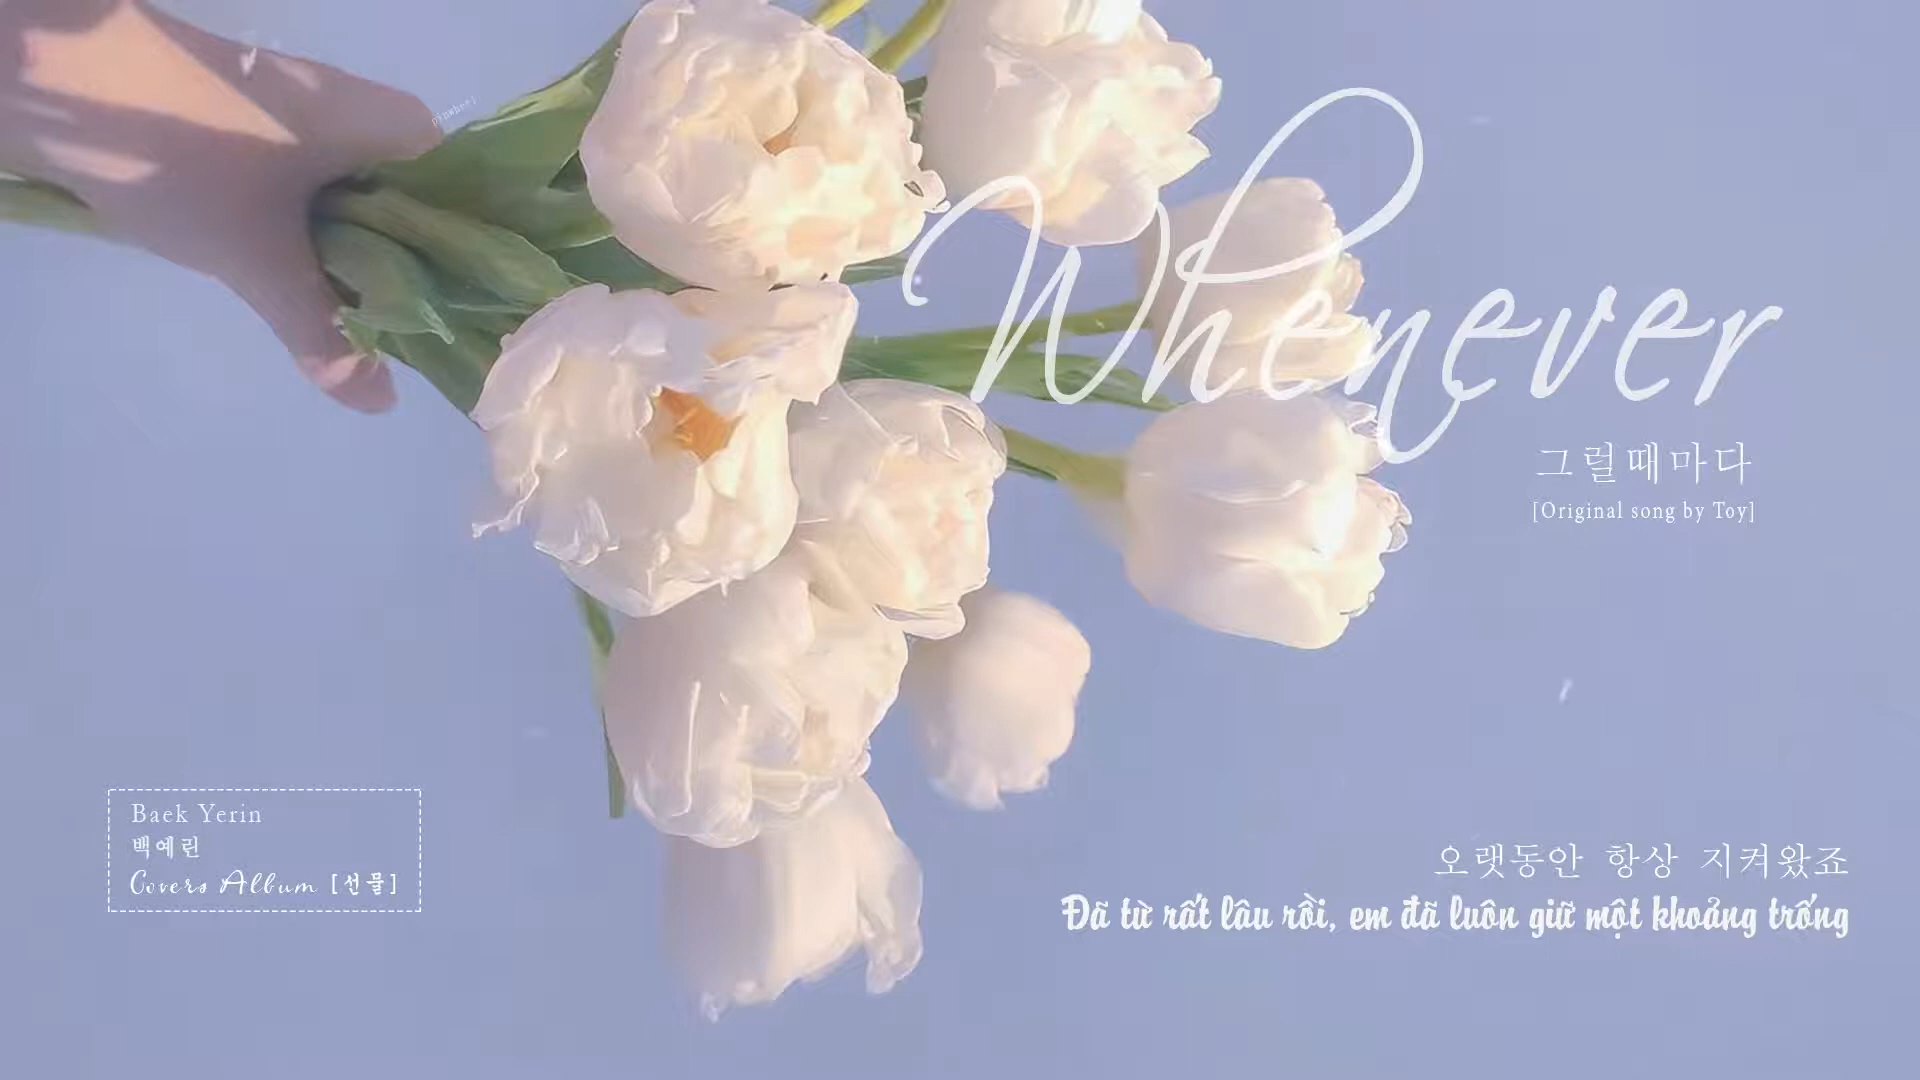 pinwheel
Whenever
그럴때마다
[Original song by Toy]
Baek Yerin
백예린
Covers Album [선물]
오랫동안 항상 지켜왔죠
Đã từ rất lâu rồi, em đã luôn giữ một khoảng trống